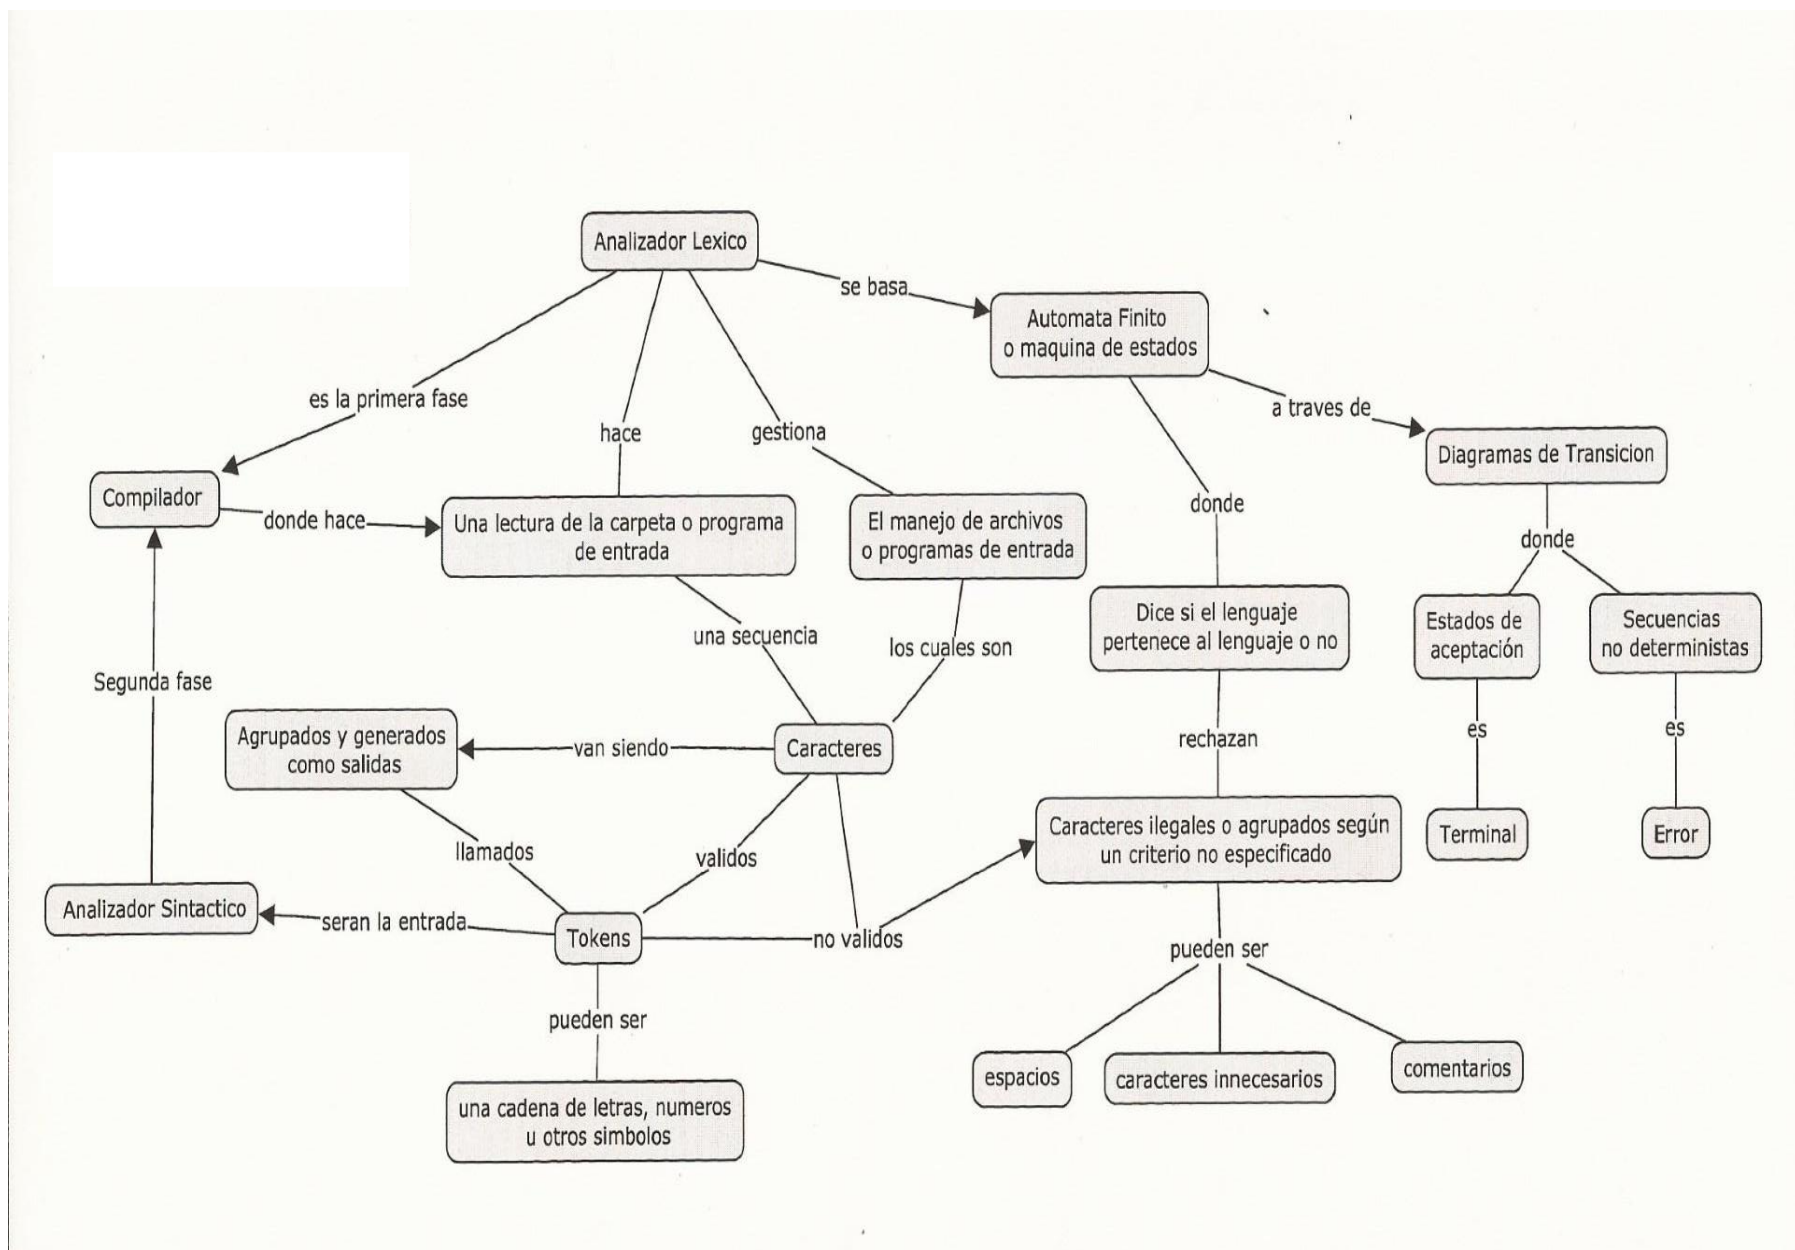 Analizador Lexico
se basa
Automata Finito
o maquina de estados
es la primera fase
hace
gestiona
a traves de
Diagramas de Transicion
Compilador
donde hace
Una lectura de la carpeta o programa
de entrada
El manejo de archivos
o programas de entrada
donde
donde
Dice si el lenguaje
pertenece al lenguaje o no
Estados de
aceptación
Secuencias
no deterministas
una secuencia
los cuales son
Segunda fase
Agrupados y generados
como salidas
van siendo
Caracteres
rechazan
es
es
Caracteres ilegales o agrupados según
un criterio no especificado
Terminal
Error
llamados
validos
Analizador Sintactico
seran la entrada
Tokens
no validos
pueden ser
pueden ser
espacios
caracteres innecesarios
comentarios
una cadena de letras, numeros
u otros simbolos